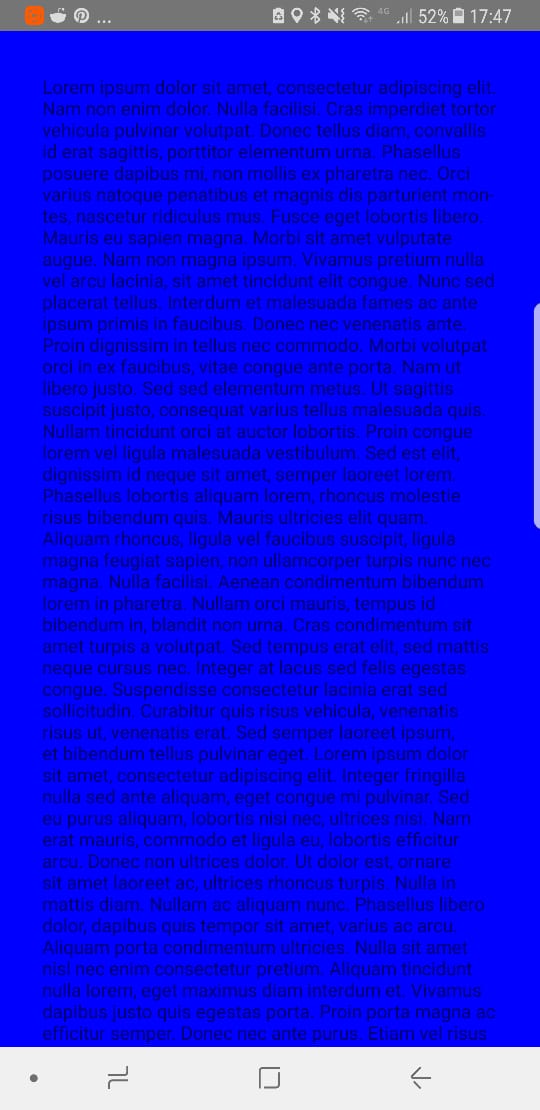 ... 4G 52% 17:47
Lorem ipsum dolor sit amet, consectetur adipiscing elit.
Nam non enim dolor. Nulla facilisi. Cras imperdiet tortor
vehicula pulvinar volutpat. Donec tellus diam, convallis
id erat sagittis, porttitor elementum urna. Phasellus
posuere dapibus mi, non mollis ex pharetra nec. Orci
varius natoque penatibus et magnis dis parturient mon-
tes, nascetur ridiculus mus. Fusce eget lobortis libero.
Mauris eu sapien magna. Morbi sit amet vulputate
augue. Nam non magna ipsum. Vivamus pretium nulla
vel arcu lacinia, sit amet tincidunt elit congue. Nunc sed
placerat tellus. Interdum et malesuada fames ac ante
ipsum primis in faucibus. Donec nec venenatis ante.
Proin dignissim in tellus nec commodo. Morbi volutpat
orci in ex faucibus, vitae congue ante porta. Nam ut
libero justo. Sed sed elementum metus. Ut sagittis
suscipit justo, consequat varius tellus malesuada quis.
Nullam tincidunt orci at auctor lobortis. Proin congue
lorem vel ligula malesuada vestibulum. Sed est elit,
dignissim id neque sit amet, semper laoreet lorem.
Phasellus lobortis aliquam lorem, rhoncus molestie
risus bibendum quis. Mauris ultricies elit quam.
Aliquam rhoncus, ligula vel faucibus suscipit, ligula
magna feugiat sapien, non ullamcorper turpis nunc nec
magna. Nulla facilisi. Aenean condimentum bibendum
lorem in pharetra. Nullam orci mauris, tempus id
bibendum in, blandit non urna. Cras condimentum sit
amet turpis a volutpat. Sed tempus erat elit, sed mattis
neque cursus nec. Integer at lacus sed felis egestas
congue. Suspendisse consectetur lacinia erat sed
sollicitudin. Curabitur quis risus vehicula, venenatis
risus ut, venenatis erat. Sed semper laoreet ipsum,
et bibendum tellus pulvinar eget. Lorem ipsum dolor
sit amet, consectetur adipiscing elit. Integer fringilla
nulla sed ante aliquam, eget congue mi pulvinar. Sed
eu purus aliquam, lobortis nisi nec, ultrices nisi. Nam
erat mauris, commodo et ligula eu, lobortis efficitur
arcu. Donec non ultrices dolor. Ut dolor est, ornare
sit amet laoreet ac, ultrices rhoncus turpis. Nulla in
mattis diam. Nullam ac aliquam nunc. Phasellus libero
dolor, dapibus quis tempor sit amet, varius ac arcu.
Aliquam porta condimentum ultricies. Nulla sit amet
nisl nec enim consectetur pretium. Aliquam tincidunt
nulla lorem, eget maximus diam interdum et. Vivamus
dapibus justo quis egestas porta. Proin porta magna ac
efficitur semper. Donec nec ante purus. Etiam vel risus